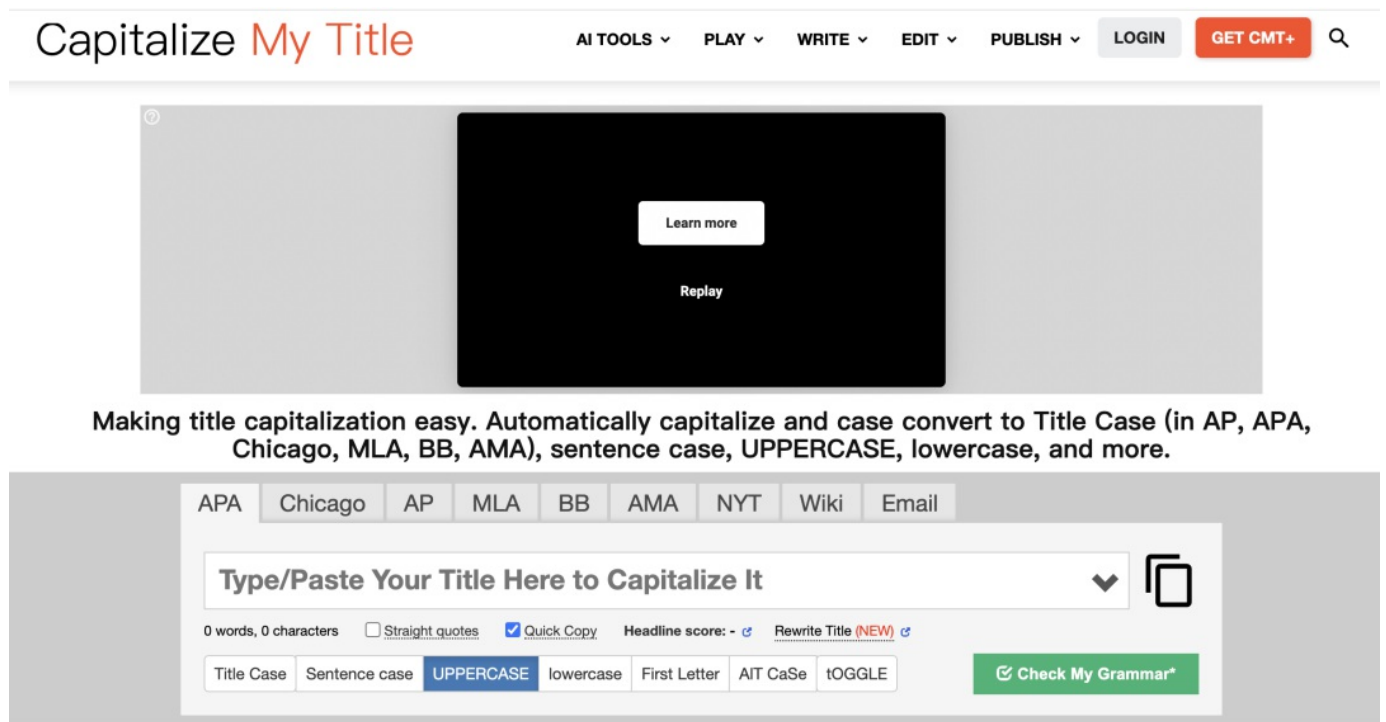 Capitalize My Title
AI TOOLS PLAY WRITE EDIT PUBLISH LOGIN GET CMT+
Learn more
Replay
Making title capitalization easy. Automatically capitalize and case convert to Title Case (in AP, APA,
Chicago, MLA, BB, AMA), sentence case, UPPERCASE, lowercase, and more.
APA Chicago AP MLA BB AMA NYT Wiki Email
Type/Paste Your Title Here to Capitalize It
0 words, 0 characters Straight quotes Quick Copy Headline score: - Rewrite Title (NEW)
Title Case Sentence case UPPERCASE lowercase First Letter AlT CaSe tOGGLE Check My Grammar*